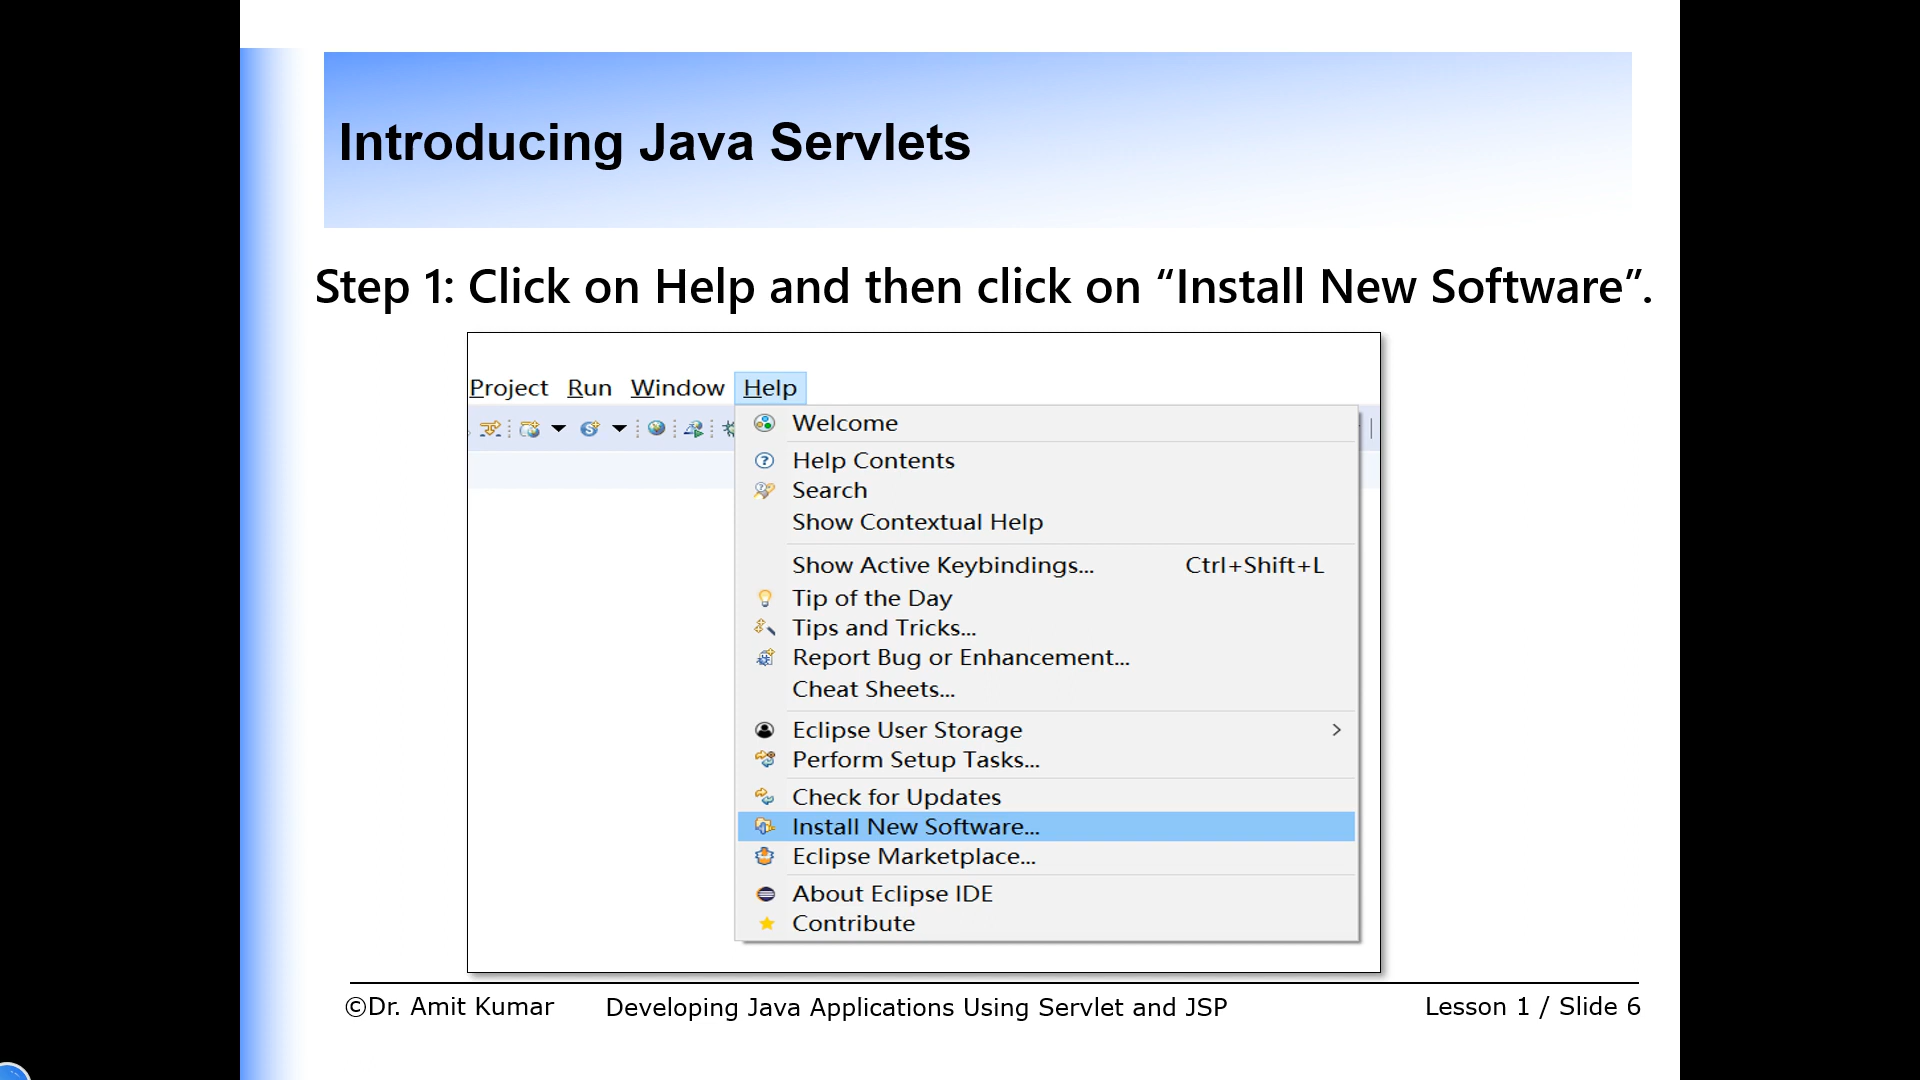 Introducing Java Servlets
Step 1: Click on Help and then click on “Install New Software”.
Project Run Window Help
Welcome
Help Contents
Search
Show Contextual Help
Show Active Keybindings... Ctrl+Shift+L
Tip of the Day
Tips and Tricks...
Report Bug or Enhancement...
Cheat Sheets...
Eclipse User Storage
Perform Setup Tasks...
Check for Updates
Install New Software...
Eclipse Marketplace...
About Eclipse IDE
Contribute
©Dr. Amit Kumar Developing Java Applications Using Servlet and JSP Lesson 1 / Slide 6